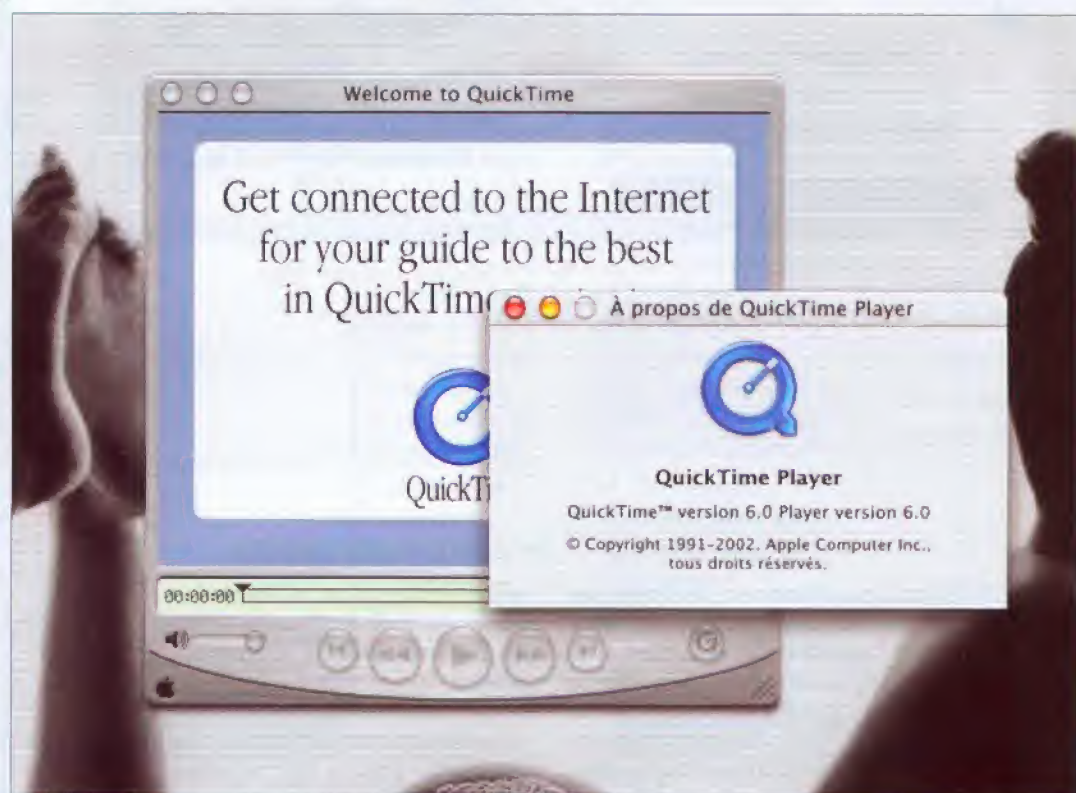 Welcome to QuickTime
Get connected to the Internet
for your guide to the best
in QuickTime
QuickTi
À propos de QuickTime Player
QuickTime Player
QuickTime™ version 6.0 Player version 6.0
© Copyright 1991-2002, Apple Computer Inc.,
tous droits réservés.
00:00:00